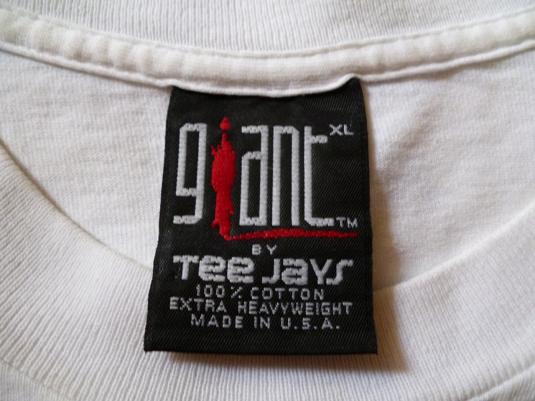 giant XL TM
BY
Tee Jays
100% COTTON
EXTRA HEAVYWEIGHT
MADE IN U.S.A.